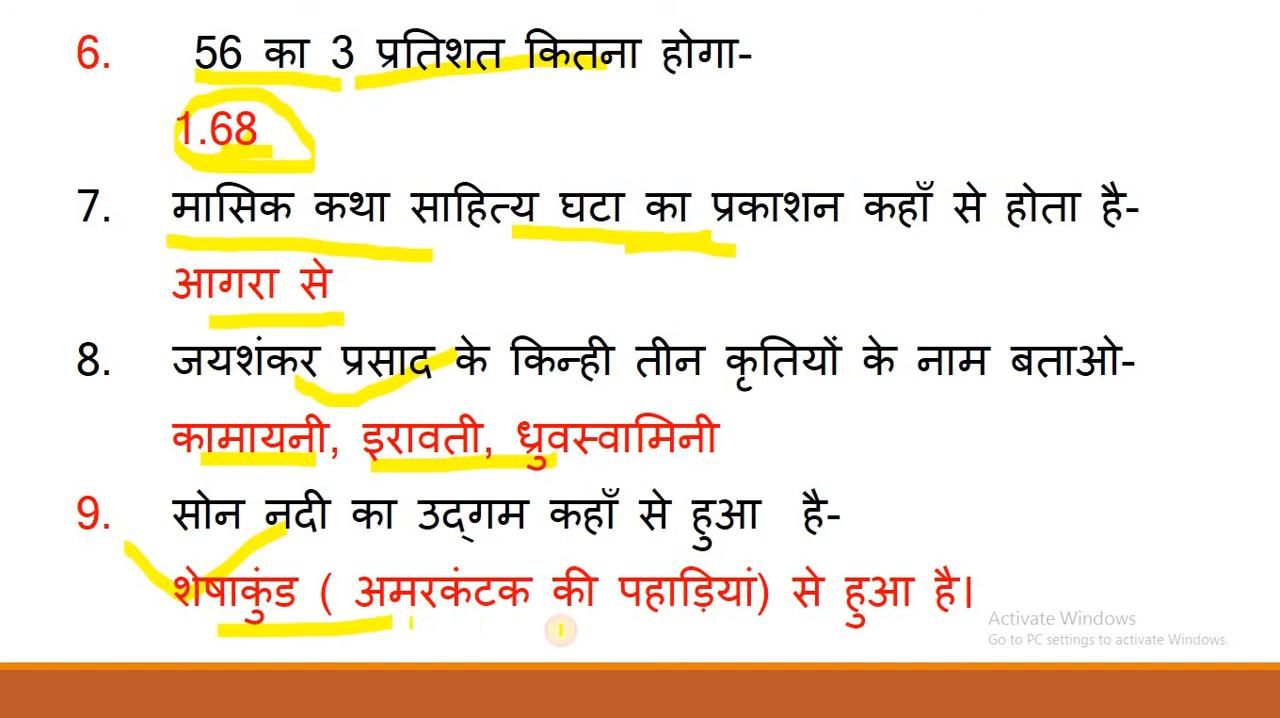 6. 56 का 3 प्रतिशत कितना होगा-
1.68
7. मासिक कथा साहित्य घटा का प्रकाशन कहाँ से होता है-
आगरा से
8. जयशंकर प्रसाद के किन्ही तीन कृतियों के नाम बताओ-
कामायनी, इरावती, ध्रुवस्वामिनी
9. सोन नदी का उद्‌गम कहाँ से हुआ है-
शेषाकुंड ( अमरकंटक की पहाड़ियां) से हुआ है।
Activate Windows
Go to PC settings to activate Windows.